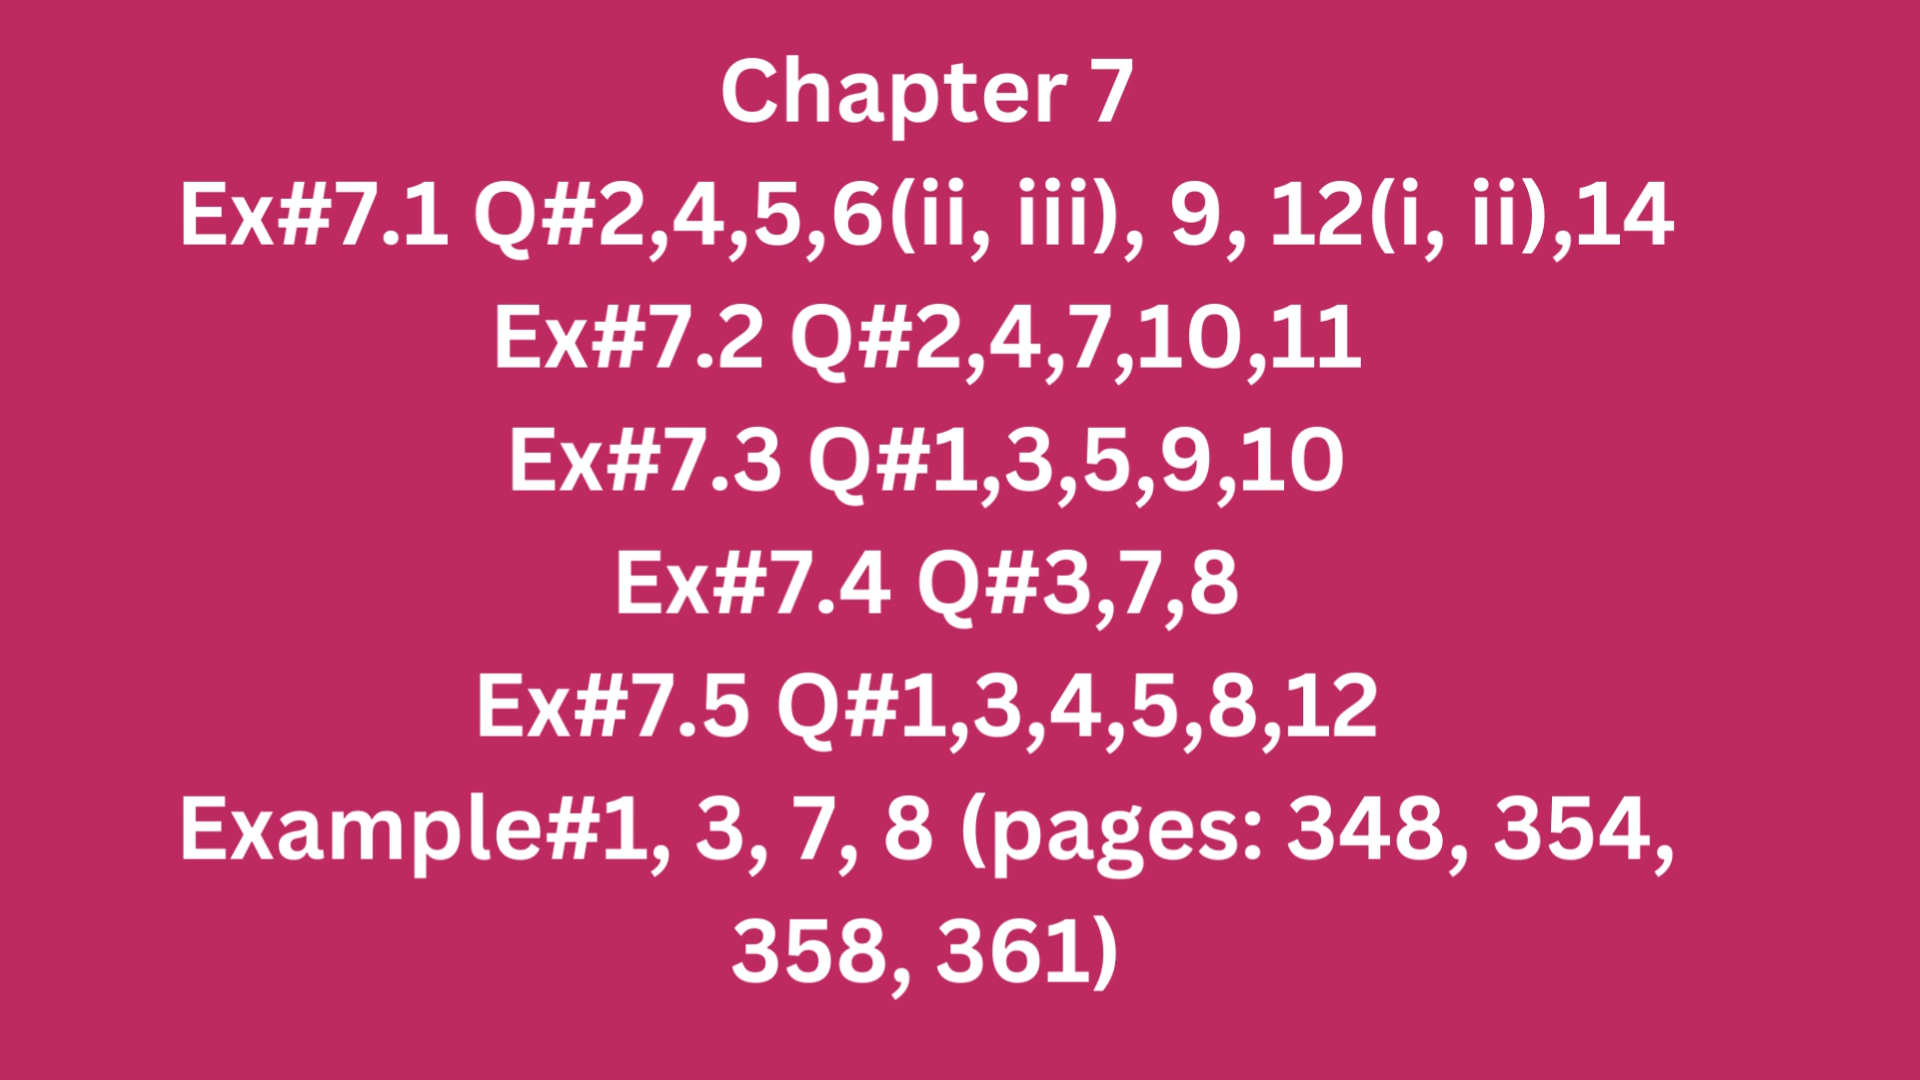 Chapter 7
Ex#7.1 Q#2,4,5,6(ii, iii), 9, 12(i, ii),14
Ex#7.2 Q#2,4,7,10,11
Ex#7.3 Q#1,3,5,9,10
Ex#7.4 Q#3,7,8
Ex#7.5 Q#1,3,4,5,8,12
Example#1, 3, 7, 8 (pages: 348, 354,
358, 361)